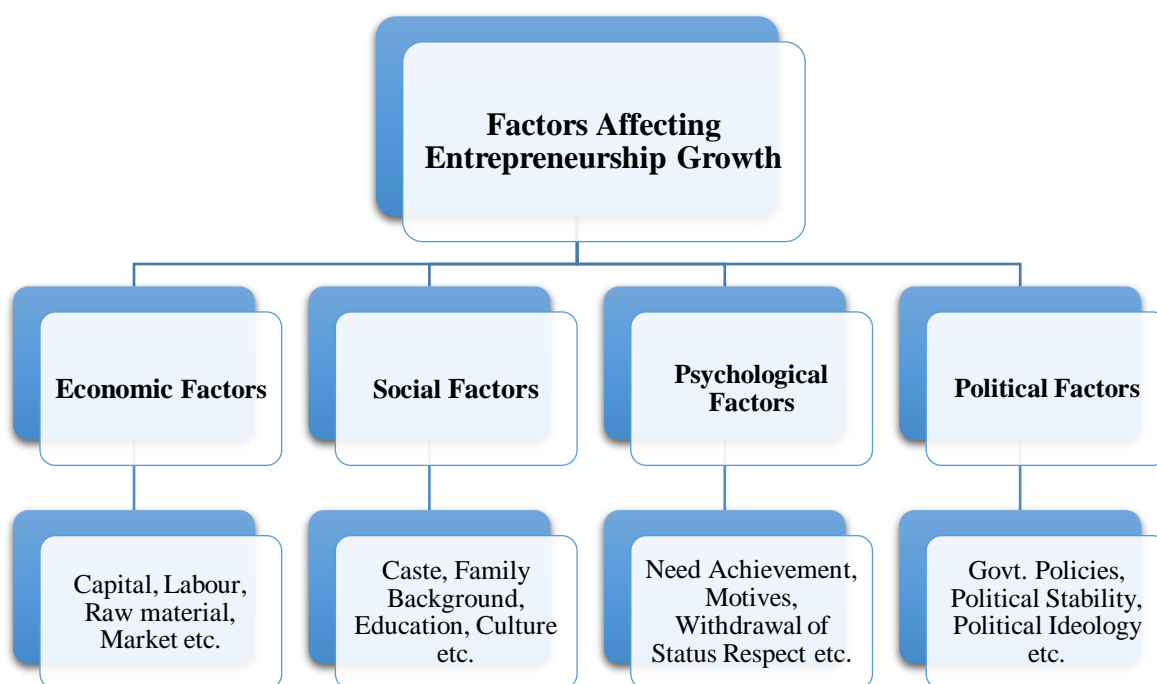 Factors Affecting
Entrepreneurship Growth
Economic Factors
Social Factors
Psychological
Factors
Political Factors
Capital, Labour,
Raw material,
Market etc.
Caste, Family
Background,
Education, Culture
etc.
Need Achievement,
Motives,
Withdrawal of
Status Respect etc.
Govt. Policies,
Political Stability,
Political Ideology
etc.